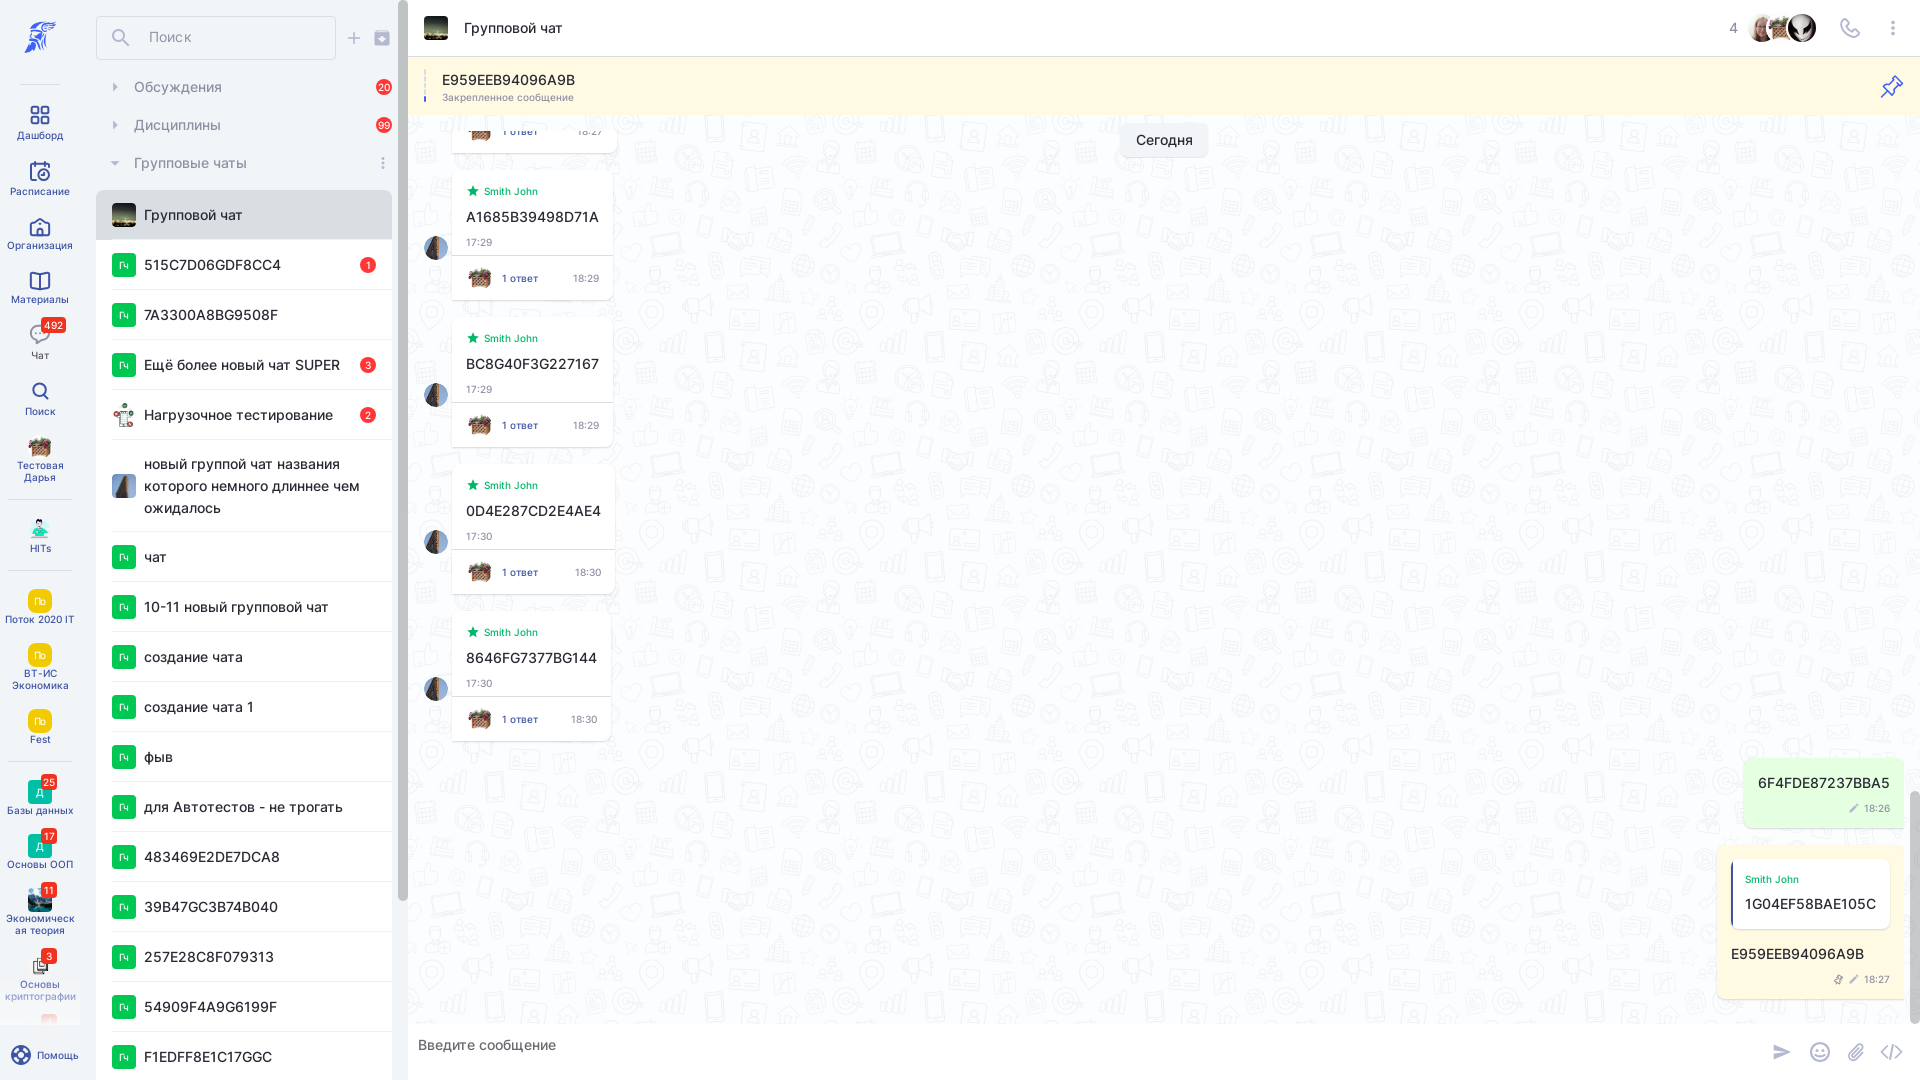 Дашборд
Расписание
Организация
Материалы
492
Чат
Поиск
Тестовая
Дарья
HITs
По
Поток 2020 IT
По
ВТ-ИС
Экономика
По
Fest
25
Д
Базы данных
17
Д
Основы ООП
11
Экономическ
ая теория
3
Основы
криптографии
Помощь
Поиск
Обсуждения
20
Дисциплины
99
Групповые чаты
Групповой чат
Гч
515C7D06GDF8CC4
1
Гч
7A3300A8BG9508F
Гч
Ещё более новый чат SUPER
3
Нагрузочное тестирование
2
новый группой чат названия
которого немного длиннее чем
ожидалось
Гч
чат
Гч
10-11 новый групповой чат
Гч
создание чата
Гч
создание чата 1
Гч
фыв
Гч
для Автотестов - не трогать
Гч
483469E2DE7DCA8
Гч
39B47GC3B74B040
Гч
257E28C8F079313
Гч
54909F4A9G6199F
Гч
F1EDFF8E1C17GGC
Групповой чат
4
E959EEB94096A9B
Закрепленное сообщение
1 ответ
18:27
Сегодня
Smith John
A1685B39498D71A
17:29
1 ответ
18:29
Smith John
BC8G40F3G227167
17:29
1 ответ
18:29
Smith John
0D4E287CD2E4AE4
17:30
1 ответ
18:30
Smith John
8646FG7377BG144
17:30
1 ответ
18:30
6F4FDE87237BBA5
18:26
Smith John
1G04EF58BAE105C
E959EEB94096A9B
18:27
Введите сообщение